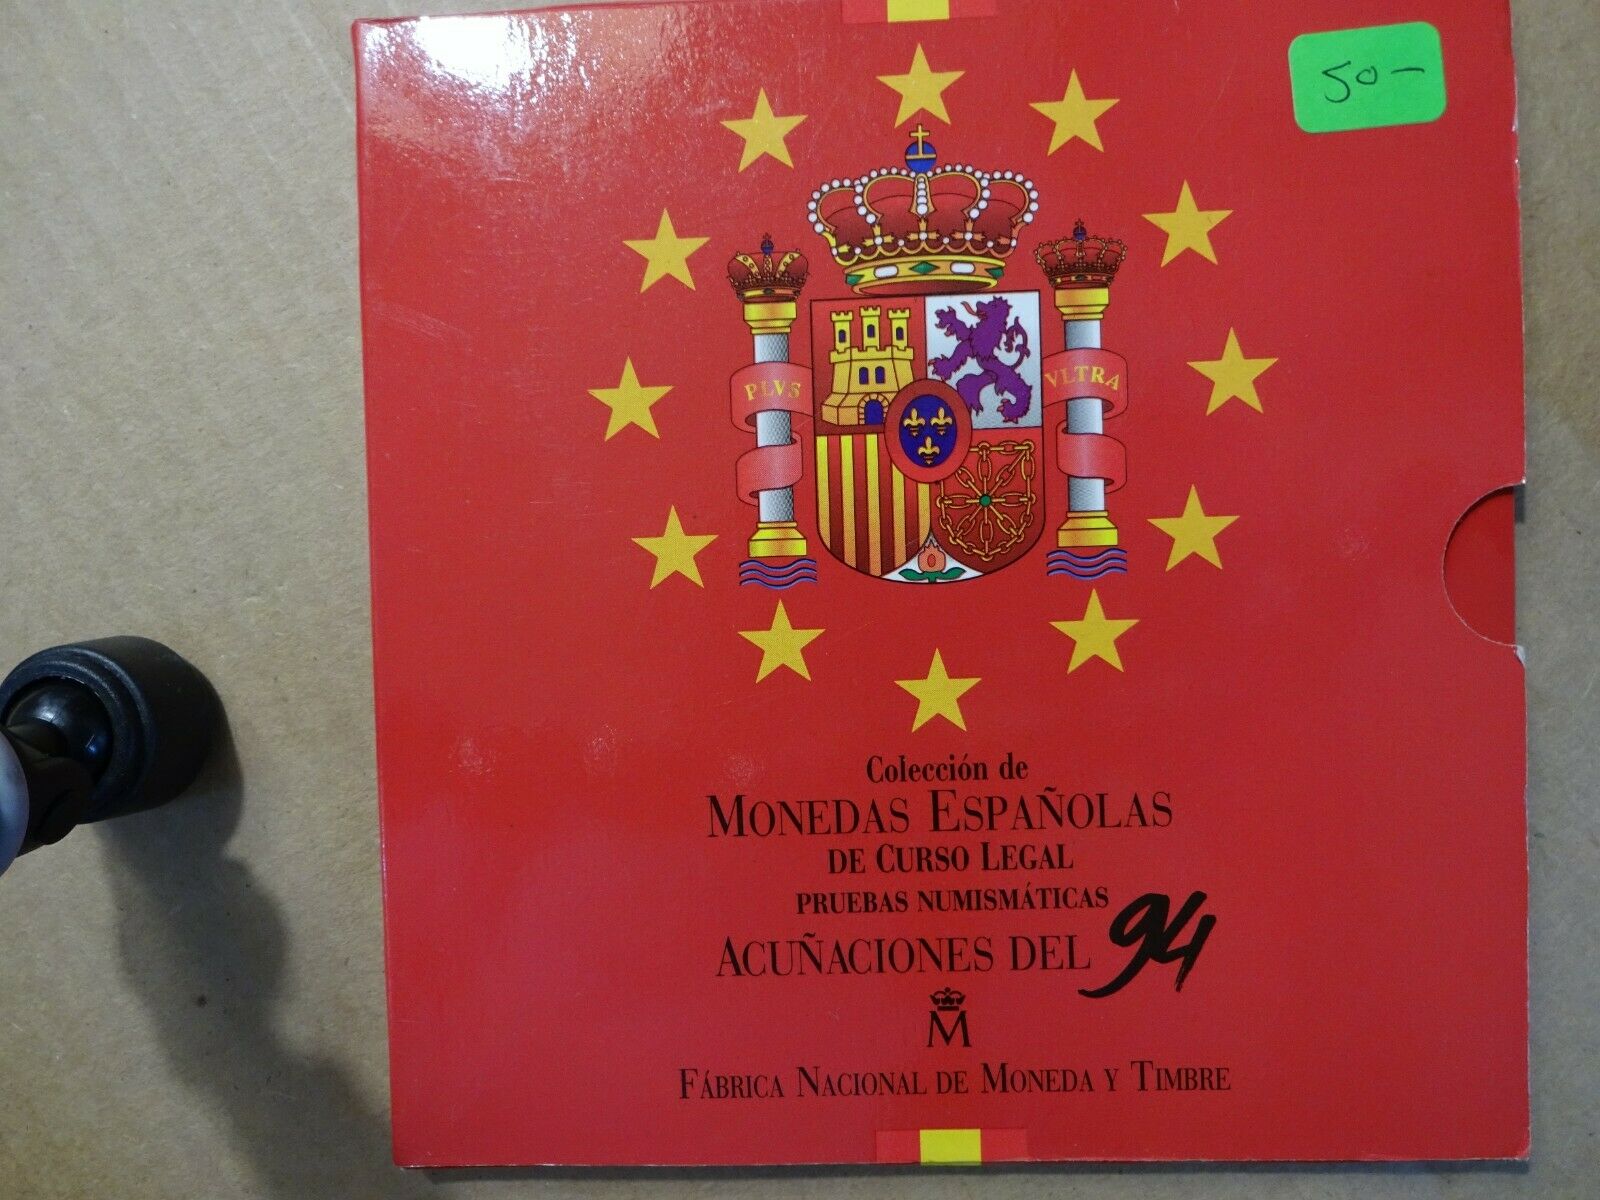 50-
PLVS
VLTRA
Colección de
MONEDAS ESPAÑOLAS
DE CURSO LEGAL
PRUEBAS NUMISMÁTICAS
ACUÑACIONES DEL 94
M
FÁBRICA NACIONAL DE MONEDA Y TIMBRE